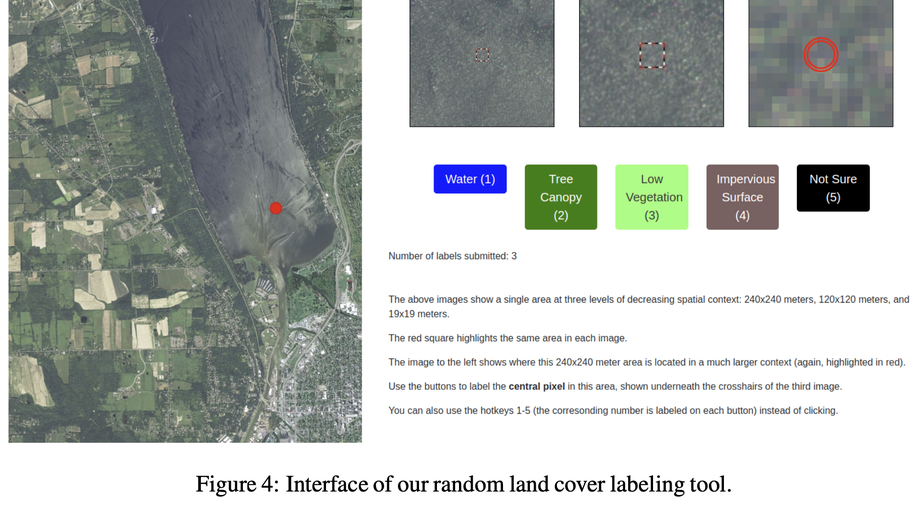 Water (1)
Tree
Canopy
(2)
Low
Vegetation
(3)
Impervious
Surface
(4)
Not Sure
(5)
Number of labels submitted: 3
The above images show a single area at three levels of decreasing spatial context: 240x240 meters, 120x120 meters, and
19x19 meters.
The red square highlights the same area in each image.
The image to the left shows where this 240x240 meter area is located in a much larger context (again, highlighted in red).
Use the buttons to label the central pixel in this area, shown underneath the crosshairs of the third image.
You can also use the hotkeys 1-5 (the corresonding number is labeled on each button) instead of clicking.
Figure 4: Interface of our random land cover labeling tool.